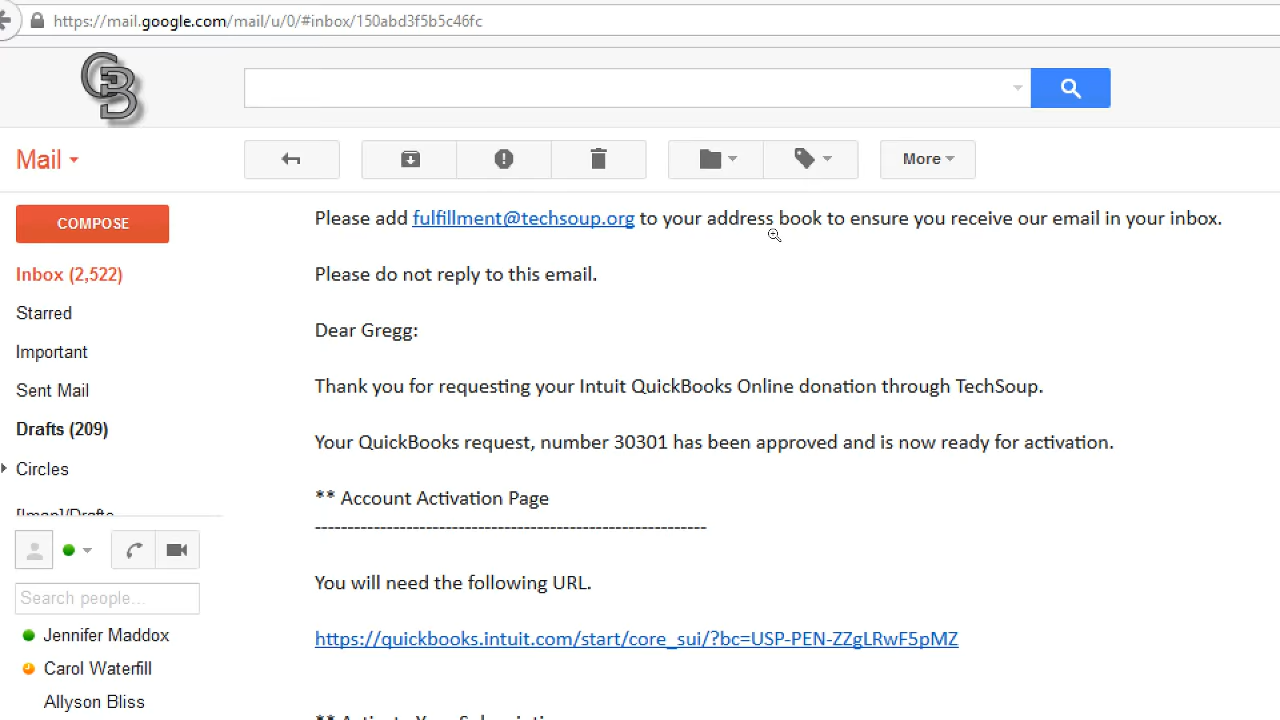 https://mail.google.com/mail/u/0/#inbox/150abd3f5b5c46fc
GB
Mail
More
COMPOSE
Please add fulfillment@techsoup.org to your address book to ensure you receive our email in your inbox.
Inbox (2,522)
Please do not reply to this email.
Starred
Dear Gregg:
Important
Thank you for requesting your Intuit QuickBooks Online donation through TechSoup.
Sent Mail
Drafts (209)
Your QuickBooks request, number 30301 has been approved and is now ready for activation.
Circles
** Account Activation Page
[Imap]/Drafts
------------------------------------------------------------
You will need the following URL.
Search people...
https://quickbooks.intuit.com/start/core_sui/?bc=USP-PEN-ZZgLRwF5pMZ
Jennifer Maddox
Carol Waterfill
Allyson Bliss